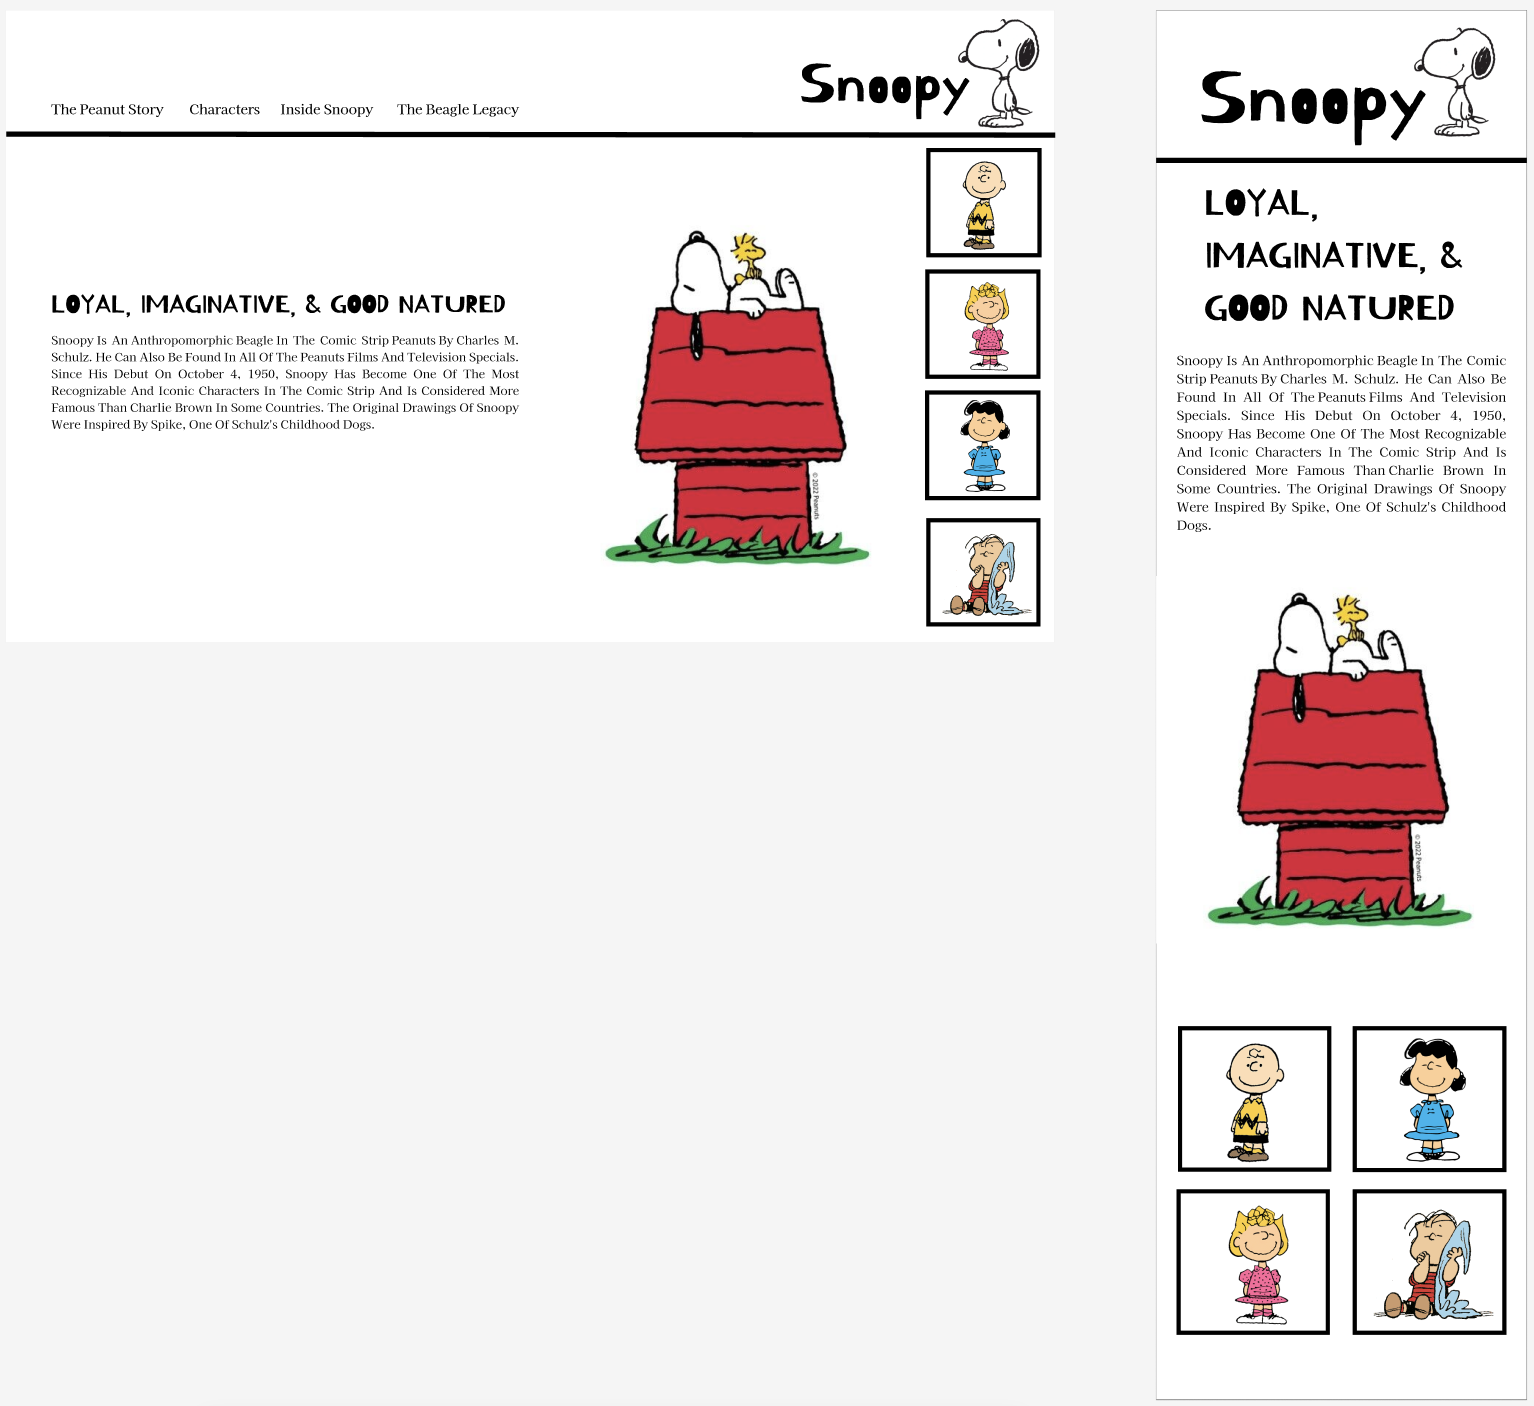 Snoopy
The Peanut Story Characters Inside Snoopy The Beagle Legacy
LOYAL, IMAGINATIVE, & GOOD NATURED
Snoopy Is An Anthropomorphic Beagle In The Comic Strip Peanuts By Charles M.
Schulz. He Can Also Be Found In All Of The Peanuts Films And Television Specials.
Since His Debut On October 4, 1950, Snoopy Has Become One Of The Most
Recognizable And Iconic Characters In The Comic Strip And Is Considered More
Famous Than Charlie Brown In Some Countries. The Original Drawings Of Snoopy
Were Inspired By Spike, One Of Schulz's Childhood Dogs.
© 2022 Peanuts
Snoopy
LOYAL,
IMAGINATIVE, &
GOOD NATURED
Snoopy Is An Anthropomorphic Beagle In The Comic
Strip Peanuts By Charles M. Schulz. He Can Also Be
Found In All Of The Peanuts Films And Television
Specials. Since His Debut On October 4, 1950,
Snoopy Has Become One Of The Most Recognizable
And Iconic Characters In The Comic Strip And Is
Considered More Famous Than Charlie Brown In
Some Countries. The Original Drawings Of Snoopy
Were Inspired By Spike, One Of Schulz's Childhood
Dogs.
© 2022 Peanuts